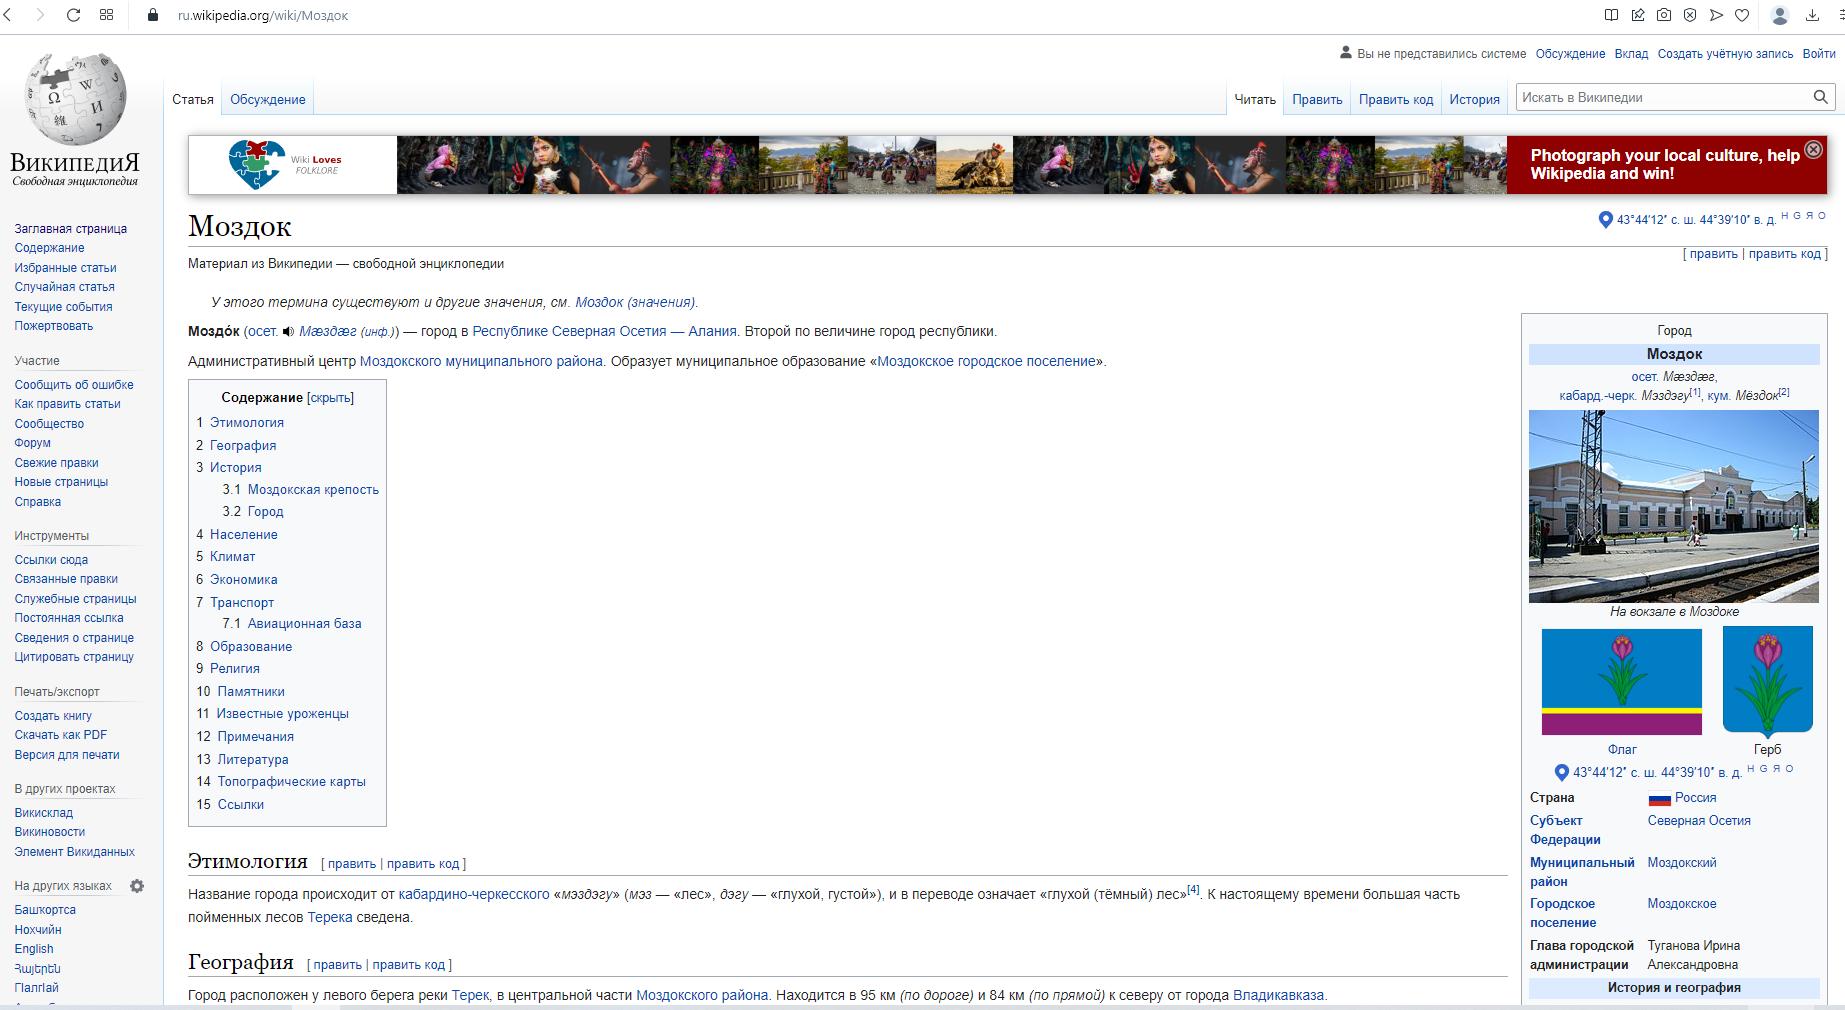 ru.wikipedia.org/wiki/Моздок
Вы не представились системе Обсуждение Вклад Создать учётную запись Войти
Статья Обсуждение Читать Править Править код История Искать в Википедии
ВикипедиЯ
Свободная энциклопедия
Wiki Loves
FOLKLORE
Photograph your local culture, help
Wikipedia and win!
Заглавная страница
Содержание
Избранные статьи
Случайная статья
Текущие события
Пожертвовать
Участие
Сообщить об ошибке
Как править статьи
Сообщество
Форум
Свежие правки
Новые страницы
Справка
Инструменты
Ссылки сюда
Связанные правки
Служебные страницы
Постоянная ссылка
Сведения о странице
Цитировать страницу
Печать/экспорт
Создать книгу
Скачать как PDF
Версия для печати
В других проектах
Викисклад
Викиновости
Элемент Викиданных
На других языках
Башҡортса
Нохчийн
English
Հայերեն
ГӀалгӀай
Моздок
43°44′12″ с. ш. 44°39′10″ в. д. H G Я O
[ править | править код ]
Материал из Википедии — свободной энциклопедии
У этого термина существуют и другие значения, см. Моздок (значения).
Моздо́к (осет. Мæздæг (инф.)) — город в Республике Северная Осетия — Алания. Второй по величине город республики.
Административный центр Моздокского муниципального района. Образует муниципальное образование «Моздокское городское поселение».
Содержание [скрыть]
1 Этимология
2 География
3 История
3.1 Моздокская крепость
3.2 Город
4 Население
5 Климат
6 Экономика
7 Транспорт
7.1 Авиационная база
8 Образование
9 Религия
10 Памятники
11 Известные уроженцы
12 Примечания
13 Литература
14 Топографические карты
15 Ссылки
Этимология [ править | править код ]
Название города происходит от кабардино-черкесского «мэздэгу» (мэз — «лес», дэгу — «глухой, густой»), и в переводе означает «глухой (тёмный) лес»[4]. К настоящему времени большая часть
пойменных лесов Терека сведена.
География [ править | править код ]
Город расположен у левого берега реки Терек, в центральной части Моздокского района. Находится в 95 км (по дороге) и 84 км (по прямой) к северу от города Владикавказа.
Город
Моздок
осет. Мæздæг,
кабард.-черк. Мэздэгу[1], кум. Мёздок[2]
На вокзале в Моздоке
Флаг Герб
43°44′12″ с. ш. 44°39′10″ в. д. H G Я O
Страна Россия
Субъект Северная Осетия
Федерации
Муниципальный Моздокский
район
Городское Моздокское
поселение
Глава городской Туганова Ирина
администрации Александровна
История и география